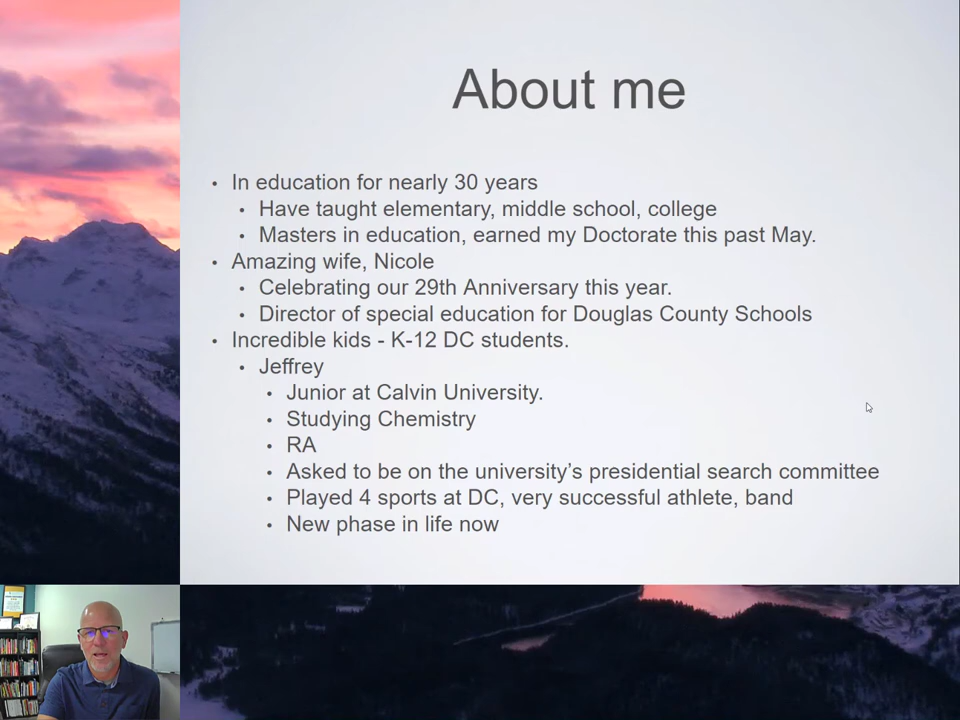 About me
• In education for nearly 30 years
• Have taught elementary, middle school, college
• Masters in education, earned my Doctorate this past May.
• Amazing wife, Nicole
• Celebrating our 29th Anniversary this year.
• Director of special education for Douglas County Schools
• Incredible kids - K-12 DC students.
• Jeffrey
• Junior at Calvin University.
• Studying Chemistry
• RA
• Asked to be on the university’s presidential search committee
• Played 4 sports at DC, very successful athlete, band
• New phase in life now